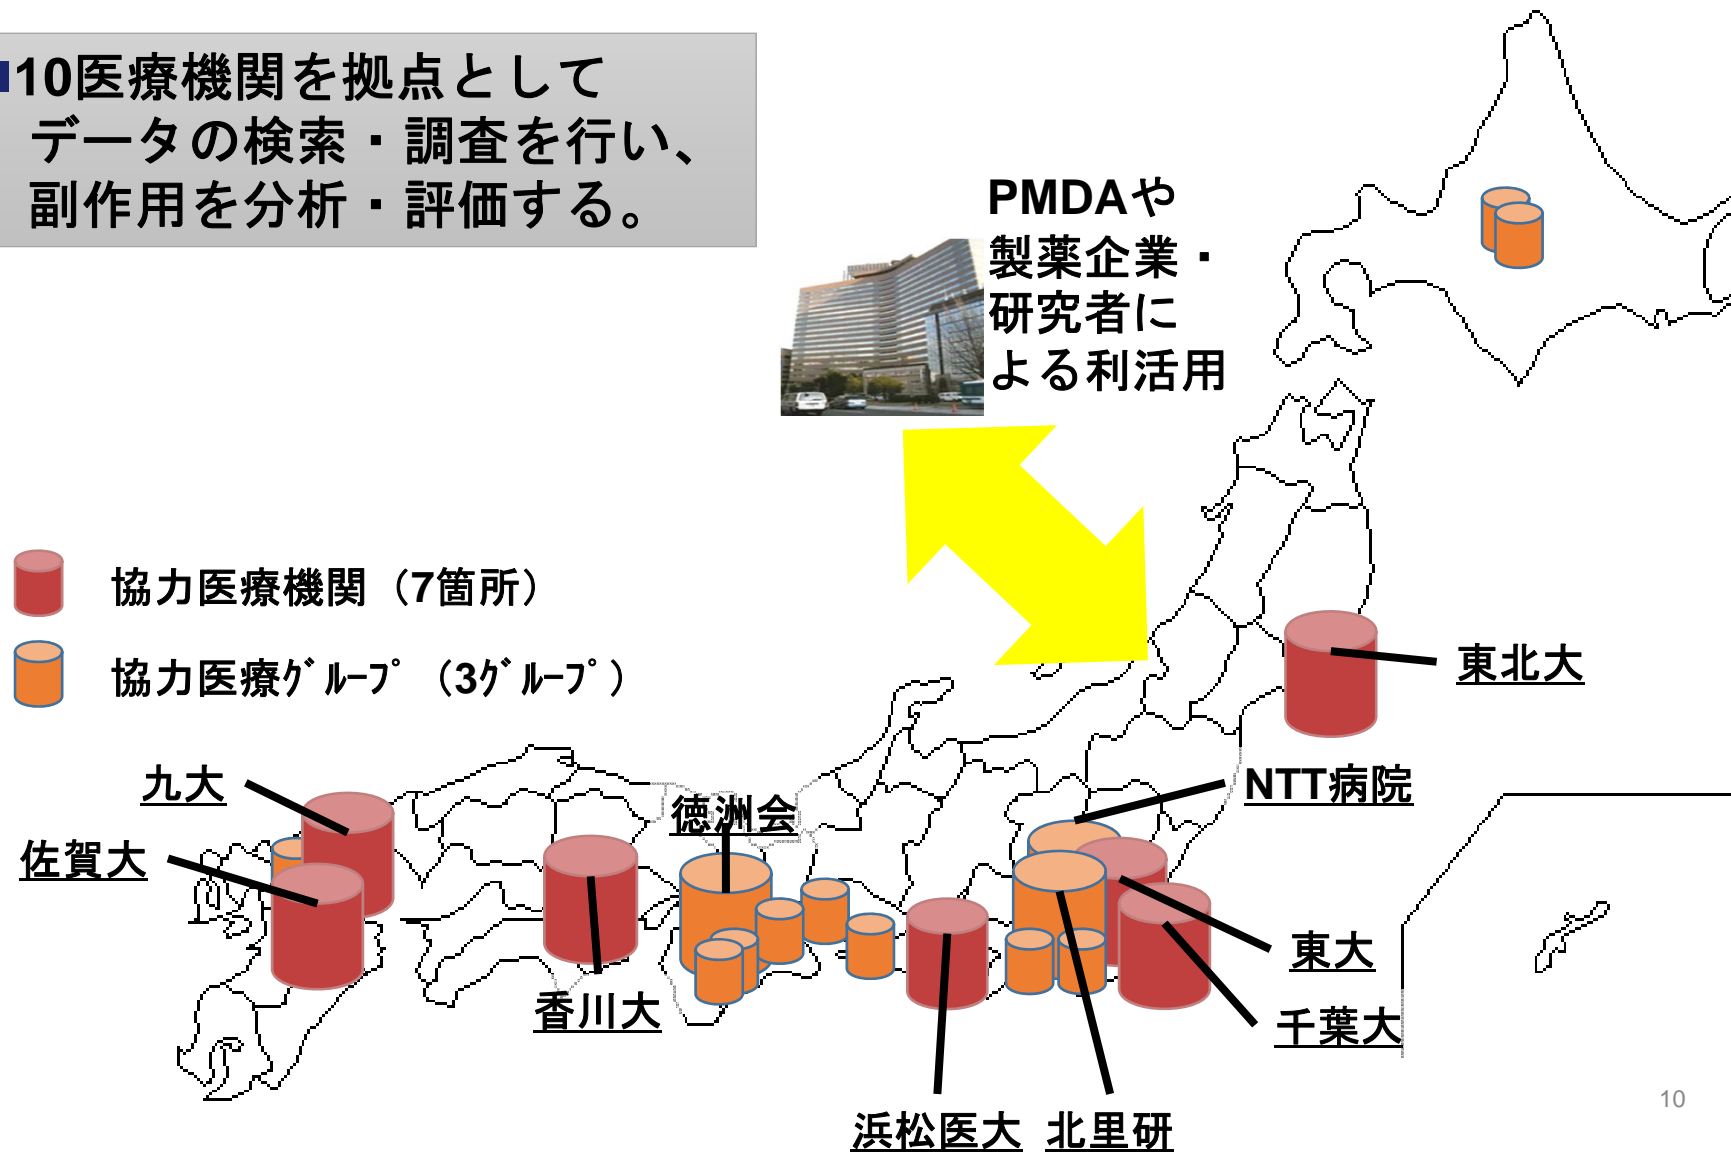 ■10医療機関を拠点として
データの検索・調査を行い、
副作用を分析・評価する。
PMDAや
製薬企業・
研究者に
よる利活用
協力医療機関（7箇所）
協力医療ｸﾞﾙｰﾌﾟ（3ｸﾞﾙｰﾌﾟ）
東北大
九大
徳洲会
NTT病院
佐賀大
東大
香川大
千葉大
浜松医大 北里研
10